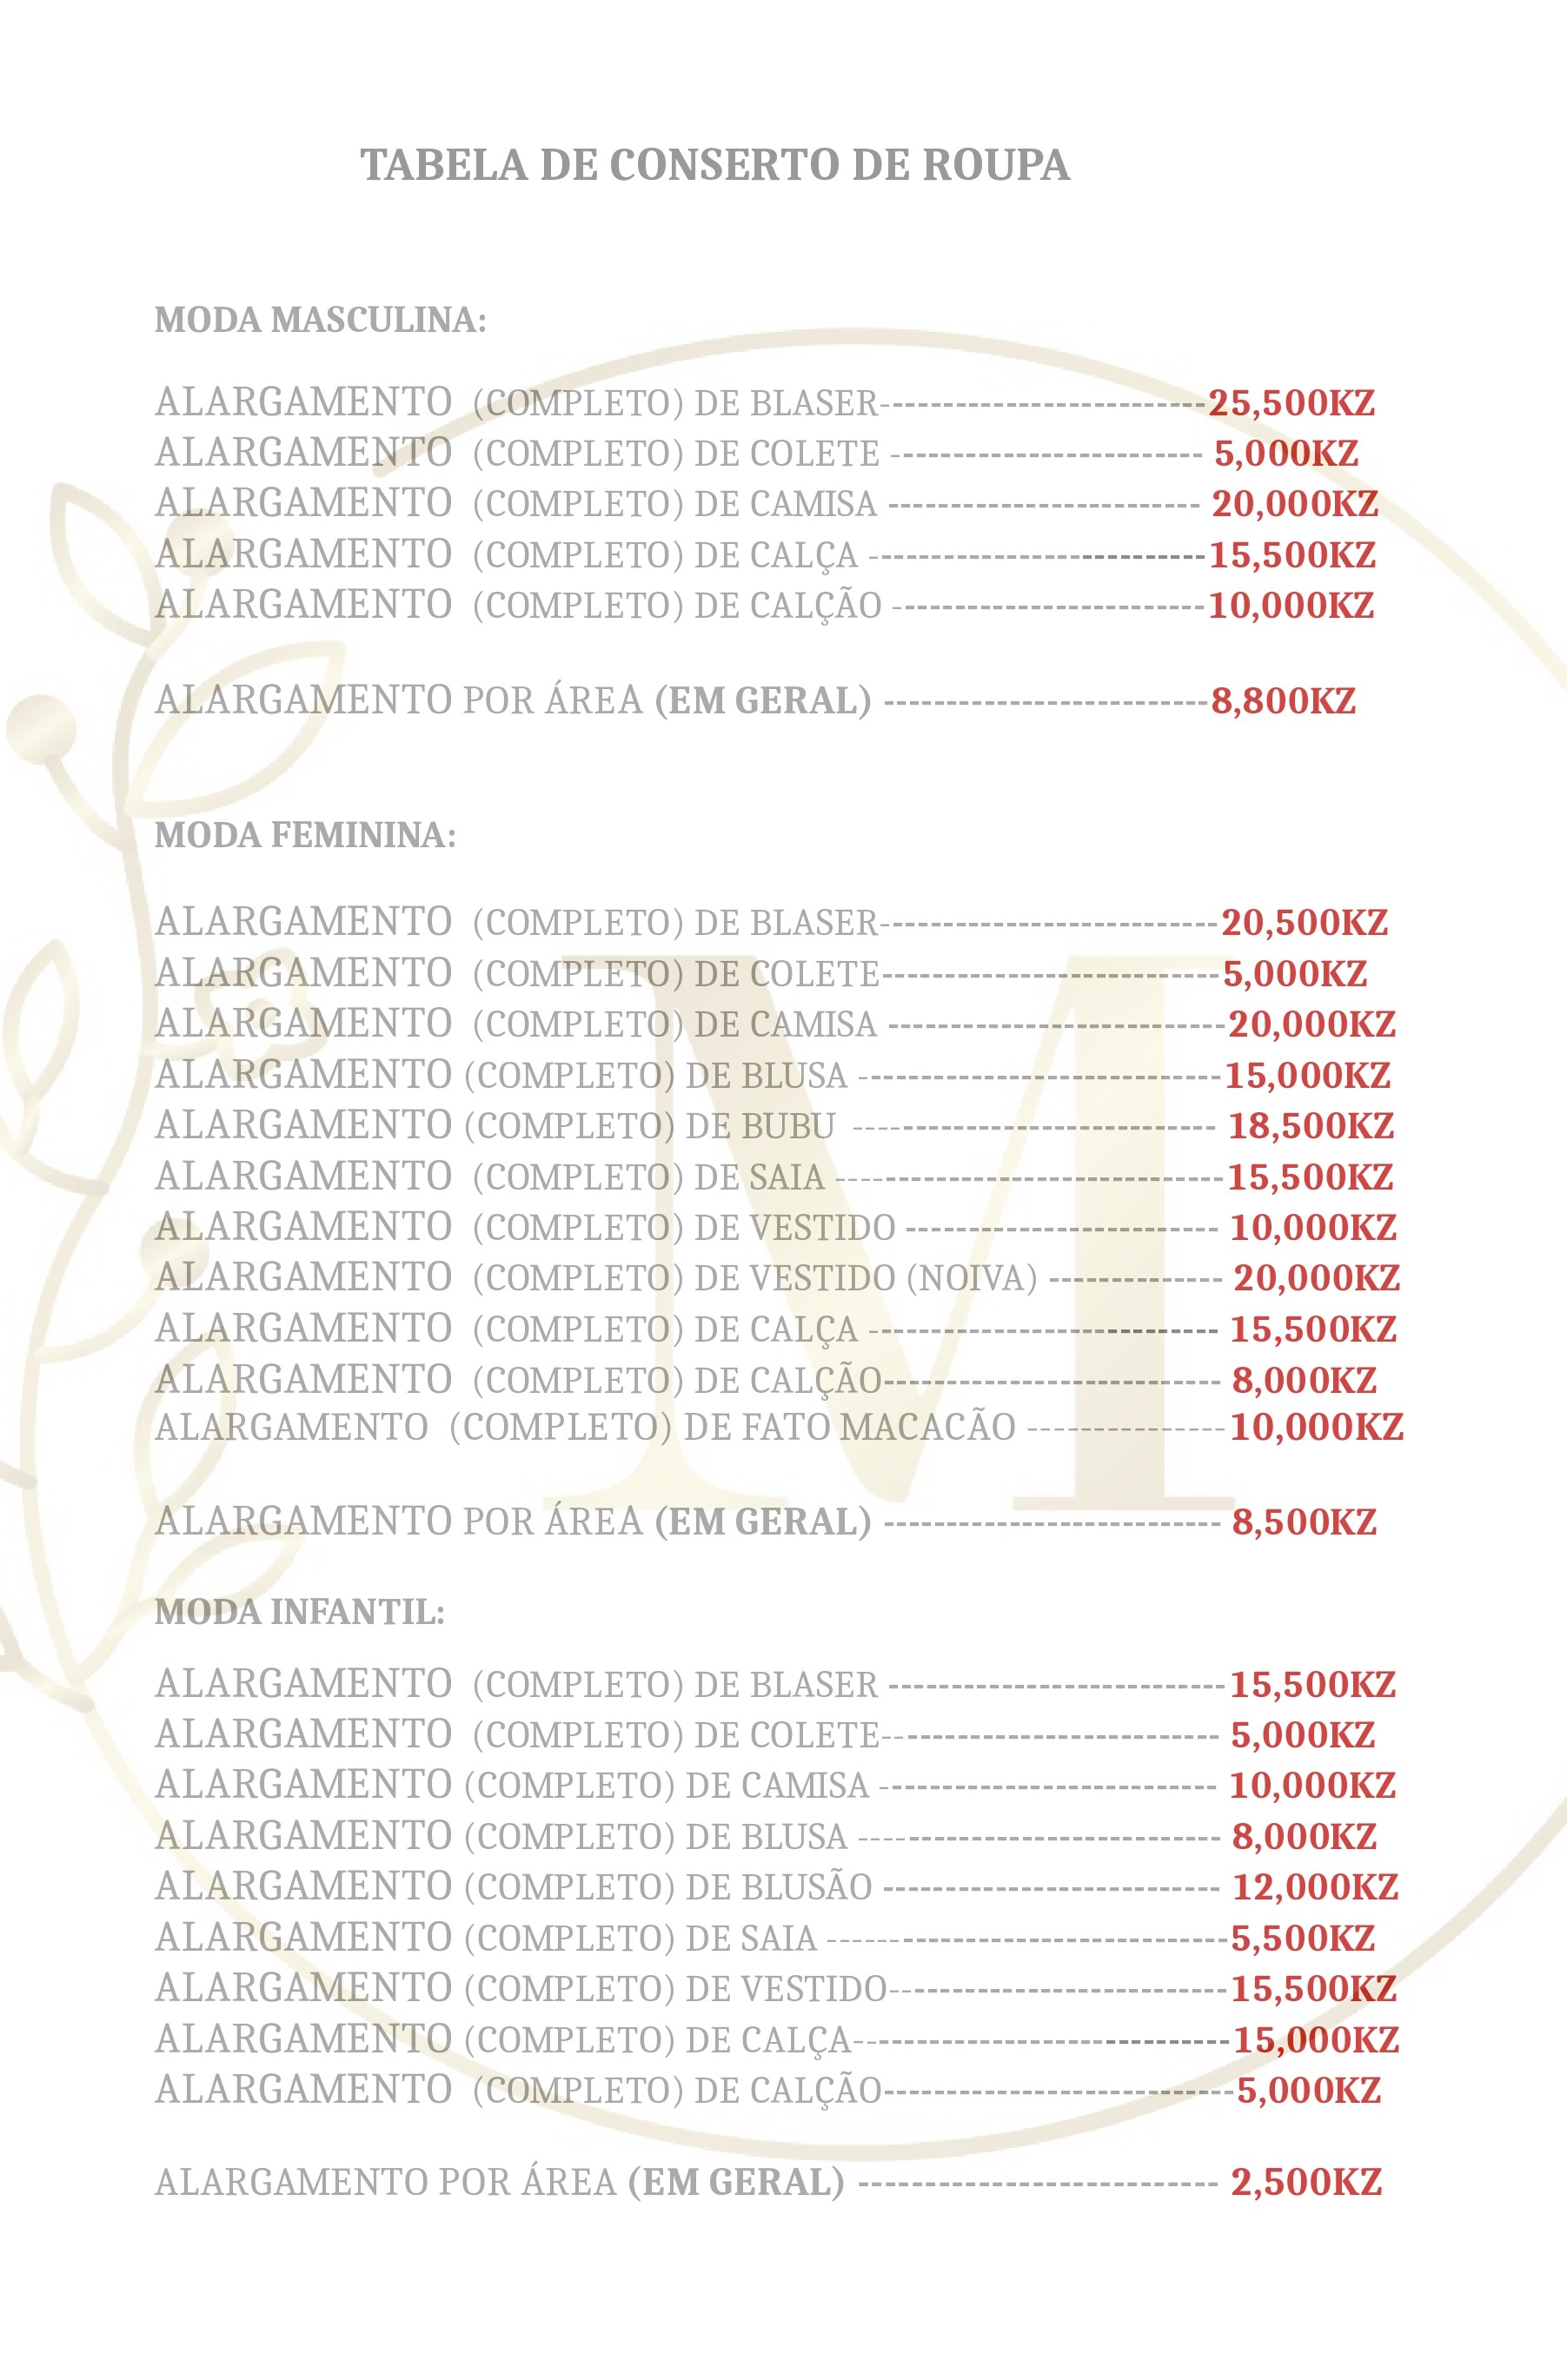 TABELA DE CONSERTO DE ROUPA
MODA MASCULINA:
ALARGAMENTO (COMPLETO) DE BLASER--------------------------25,500KZ
ALARGAMENTO (COMPLETO) DE COLETE ------------------------- 5,000KZ
ALARGAMENTO (COMPLETO) DE CAMISA ------------------------- 20,000KZ
ALARGAMENTO (COMPLETO) DE CALÇA ---------------------------15,500KZ
ALARGAMENTO (COMPLETO) DE CALÇÃO -------------------------10,000KZ
ALARGAMENTO POR ÁREA (EM GERAL) --------------------------8,800KZ
MODA FEMININA:
ALARGAMENTO (COMPLETO) DE BLASER---------------------------20,500KZ
ALARGAMENTO (COMPLETO) DE COLETE---------------------------5,000KZ
ALARGAMENTO (COMPLETO) DE CAMISA ---------------------------20,000KZ
ALARGAMENTO (COMPLETO) DE BLUSA -----------------------------15,000KZ
ALARGAMENTO (COMPLETO) DE BUBU ----------------------------- 18,500KZ
ALARGAMENTO (COMPLETO) DE SAIA -------------------------------15,500KZ
ALARGAMENTO (COMPLETO) DE VESTIDO ------------------------- 10,000KZ
ALARGAMENTO (COMPLETO) DE VESTIDO (NOIVA) -------------- 20,000KZ
ALARGAMENTO (COMPLETO) DE CALÇA ---------------------------- 15,500KZ
ALARGAMENTO (COMPLETO) DE CALÇÃO--------------------------- 8,000KZ
ALARGAMENTO (COMPLETO) DE FATO MACACÃO ---------------10,000KZ
ALARGAMENTO POR ÁREA (EM GERAL) --------------------------- 8,500KZ
MODA INFANTIL:
ALARGAMENTO (COMPLETO) DE BLASER ---------------------------15,500KZ
ALARGAMENTO (COMPLETO) DE COLETE--------------------------- 5,000KZ
ALARGAMENTO (COMPLETO) DE CAMISA --------------------------- 10,000KZ
ALARGAMENTO (COMPLETO) DE BLUSA ----------------------------- 8,000KZ
ALARGAMENTO (COMPLETO) DE BLUSÃO --------------------------- 12,000KZ
ALARGAMENTO (COMPLETO) DE SAIA --------------------------------5,500KZ
ALARGAMENTO (COMPLETO) DE VESTIDO---------------------------15,500KZ
ALARGAMENTO (COMPLETO) DE CALÇA------------------------------15,000KZ
ALARGAMENTO (COMPLETO) DE CALÇÃO----------------------------5,000KZ
ALARGAMENTO POR ÁREA (EM GERAL) ----------------------------- 2,500KZ
M